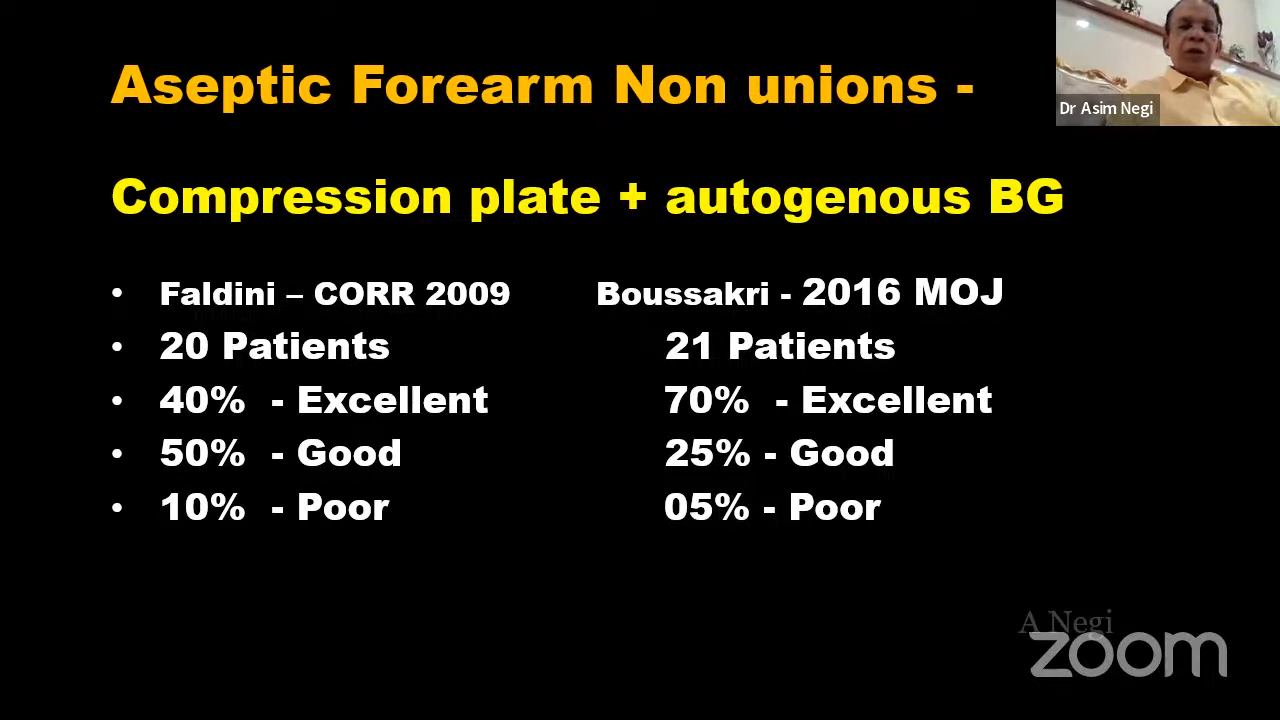 Aseptic Forearm Non unions -
Dr Asim Negi
Compression plate + autogenous BG
• Faldini – CORR 2009 Boussakri - 2016 MOJ
• 20 Patients 21 Patients
• 40% - Excellent 70% - Excellent
• 50% - Good 25% - Good
• 10% - Poor 05% - Poor
A Negi
zoom